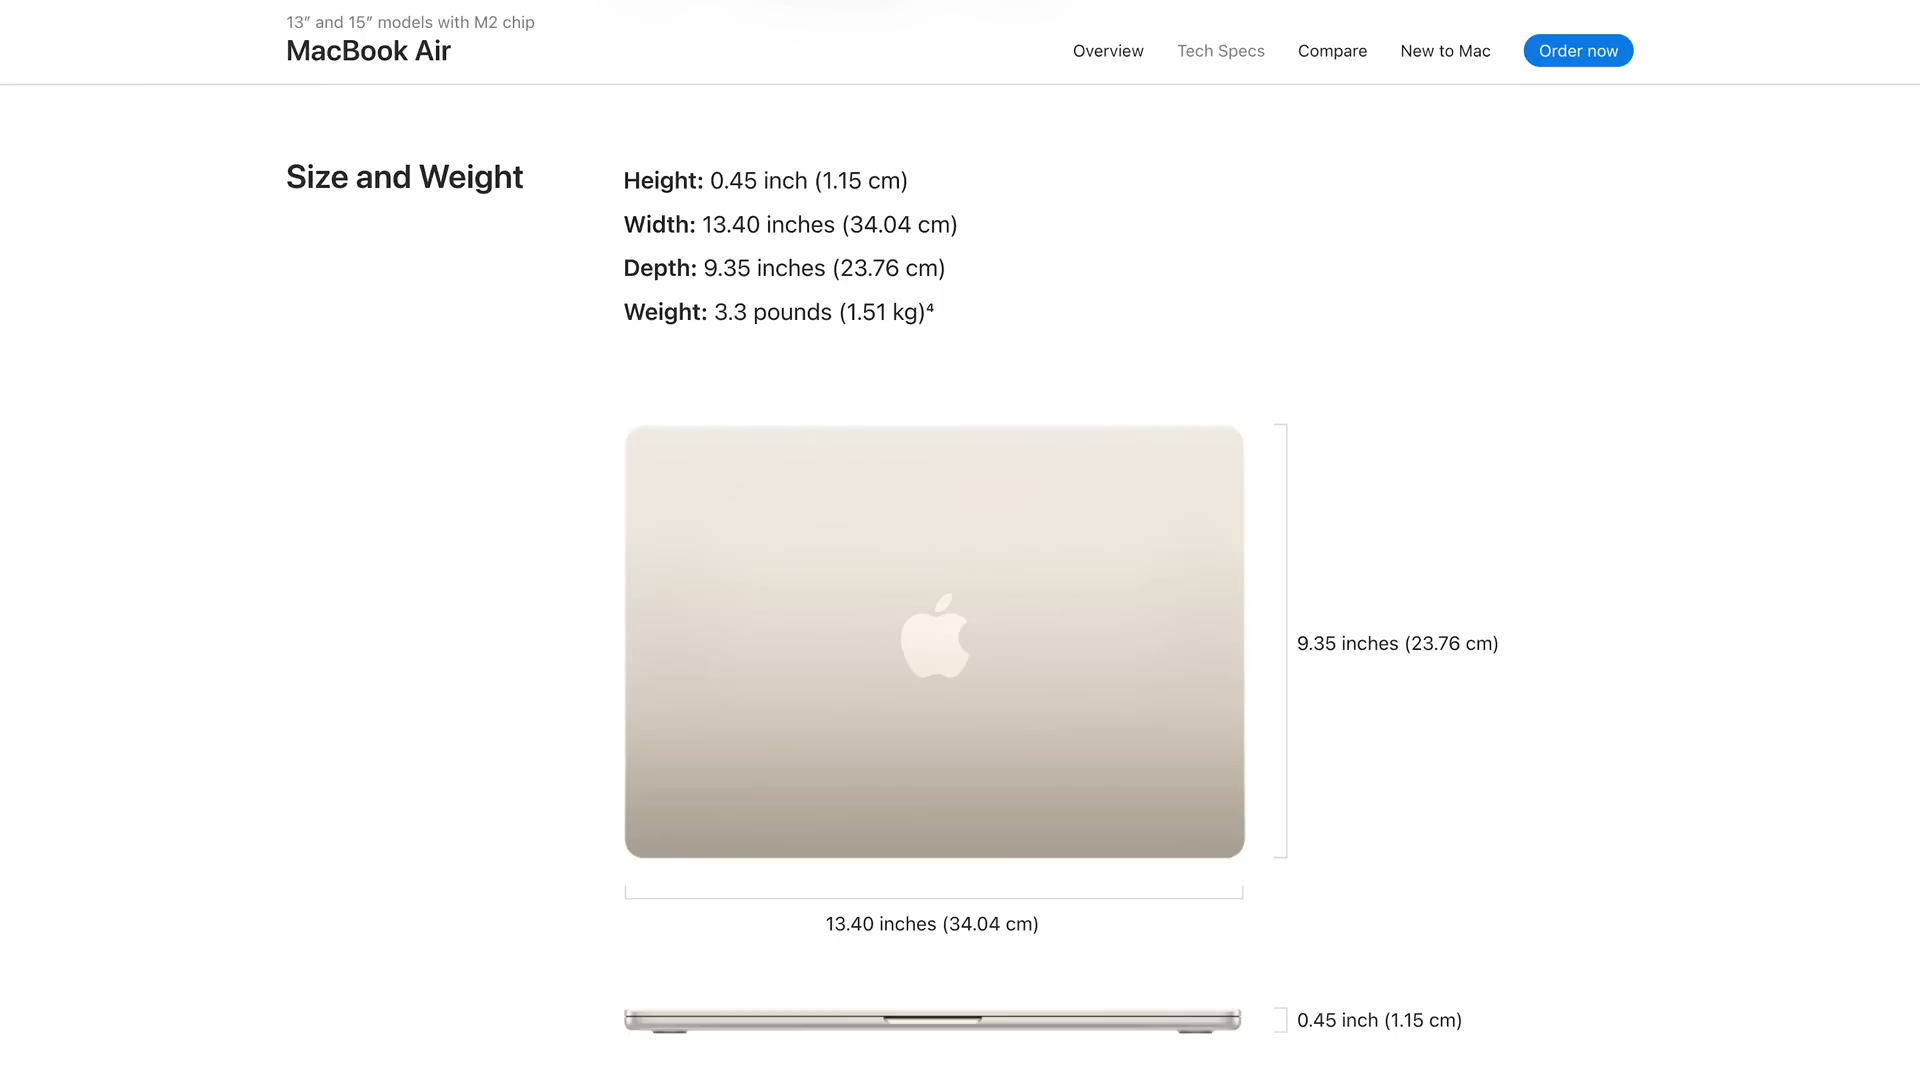 13″ and 15″ models with M2 chip
MacBook Air
Overview Tech Specs Compare New to Mac Order now
Size and Weight
Height: 0.45 inch (1.15 cm)
Width: 13.40 inches (34.04 cm)
Depth: 9.35 inches (23.76 cm)
Weight: 3.3 pounds (1.51 kg)⁴
9.35 inches (23.76 cm)
13.40 inches (34.04 cm)
0.45 inch (1.15 cm)